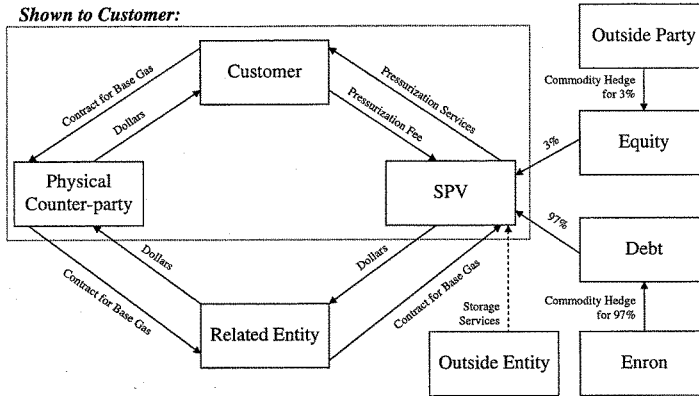 Shown to Customer:
Outside Party
Customer
Contract for Base Gas
Dollars
Pressurization Services
Pressurization Fee
Commodity Hedge
for 3%
Equity
3%
Physical
Counter-party
SPV
97%
Debt
Dollars
Contract for Base Gas
Dollars
Contract for Base Gas
Commodity Hedge
for 97%
Storage
Services
Related Entity
Outside Entity
Enron